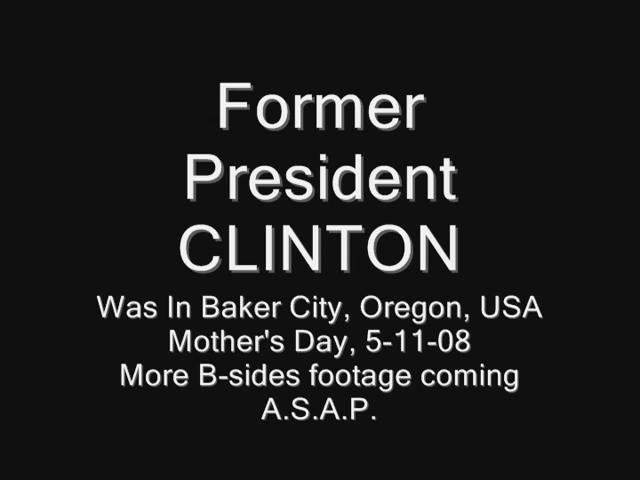 Former
President
CLINTON
Was In Baker City, Oregon, USA
Mother's Day, 5-11-08
More B-sides footage coming
A.S.A.P.